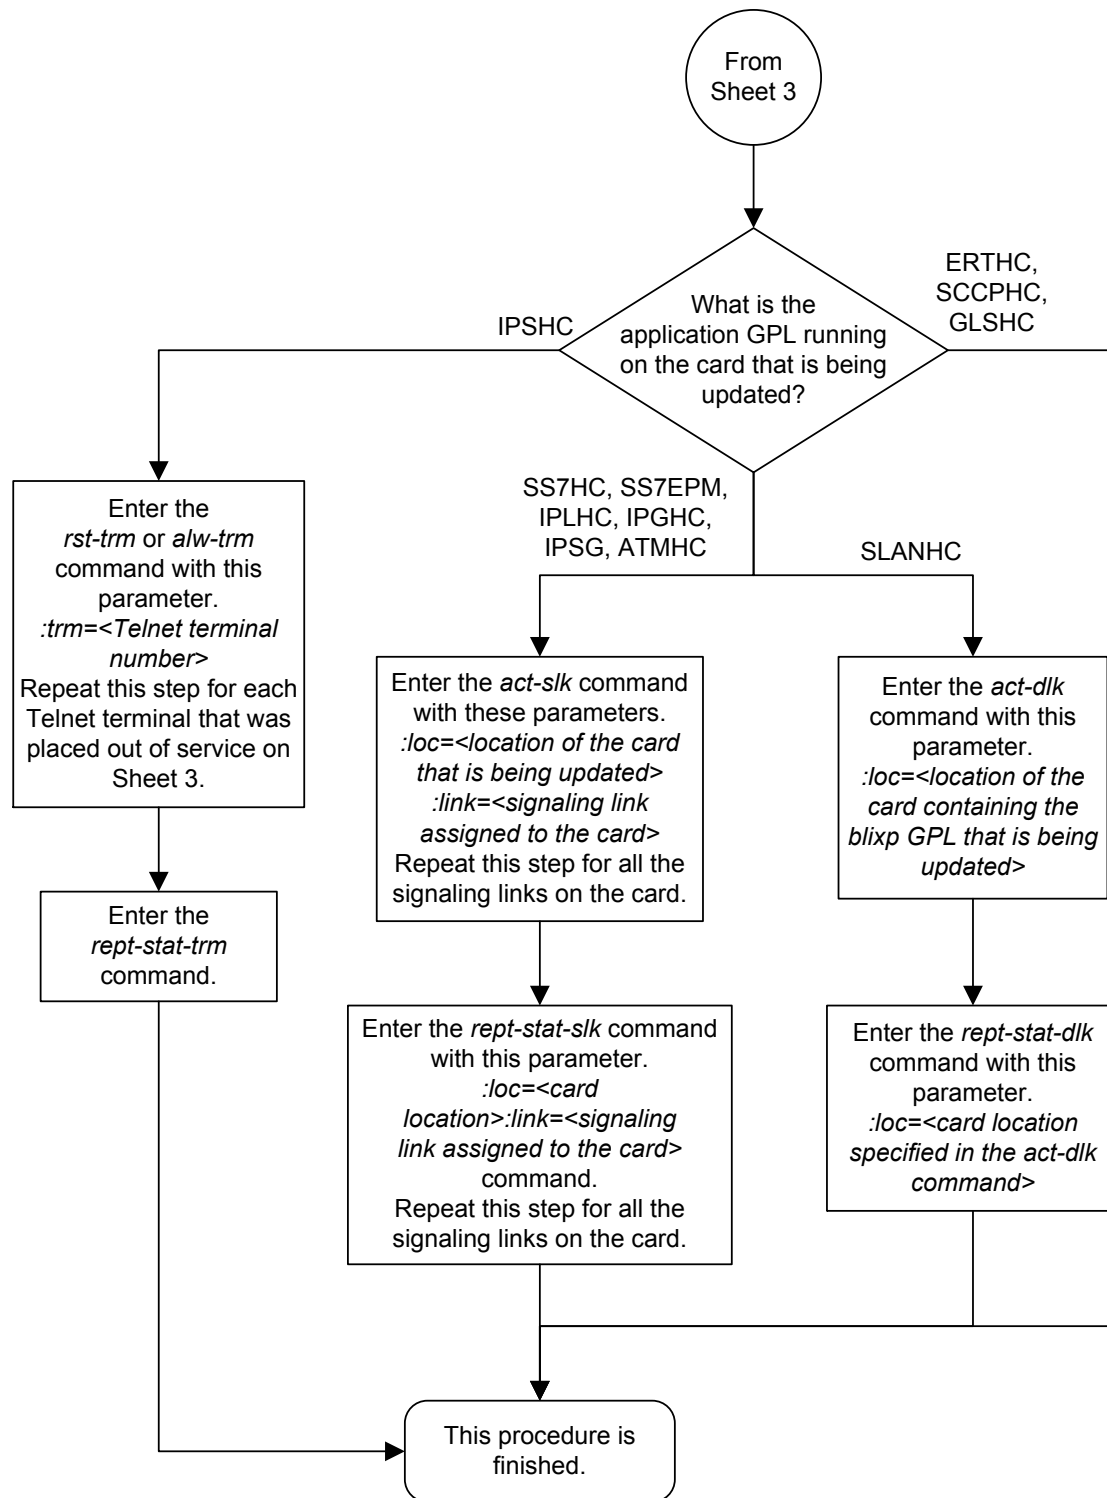 From
Sheet 3
What is the
application GPL running
on the card that is being
updated?
IPSHC
ERTHC,
SCCPHC,
GLSHC
SS7HC, SS7EPM,
IPLHC, IPGHC,
IPSG, ATMHC
SLANHC
Enter the
rst-trm or alw-trm
command with this
parameter.
:trm=<Telnet terminal
number>
Repeat this step for each
Telnet terminal that was
placed out of service on
Sheet 3.
Enter the
rept-stat-trm
command.
Enter the act-slk command
with these parameters.
:loc=<location of the card
that is being updated>
:link=<signaling link
assigned to the card>
Repeat this step for all the
signaling links on the card.
Enter the rept-stat-slk command
with this parameter.
:loc=<card
location>:link=<signaling
link assigned to the card>
command.
Repeat this step for all the
signaling links on the card.
Enter the act-dlk
command with this
parameter.
:loc=<location of the
card containing the
blixp GPL that is being
updated>
Enter the rept-stat-dlk
command with this
parameter.
:loc=<card location
specified in the act-dlk
command>
This procedure is
finished.